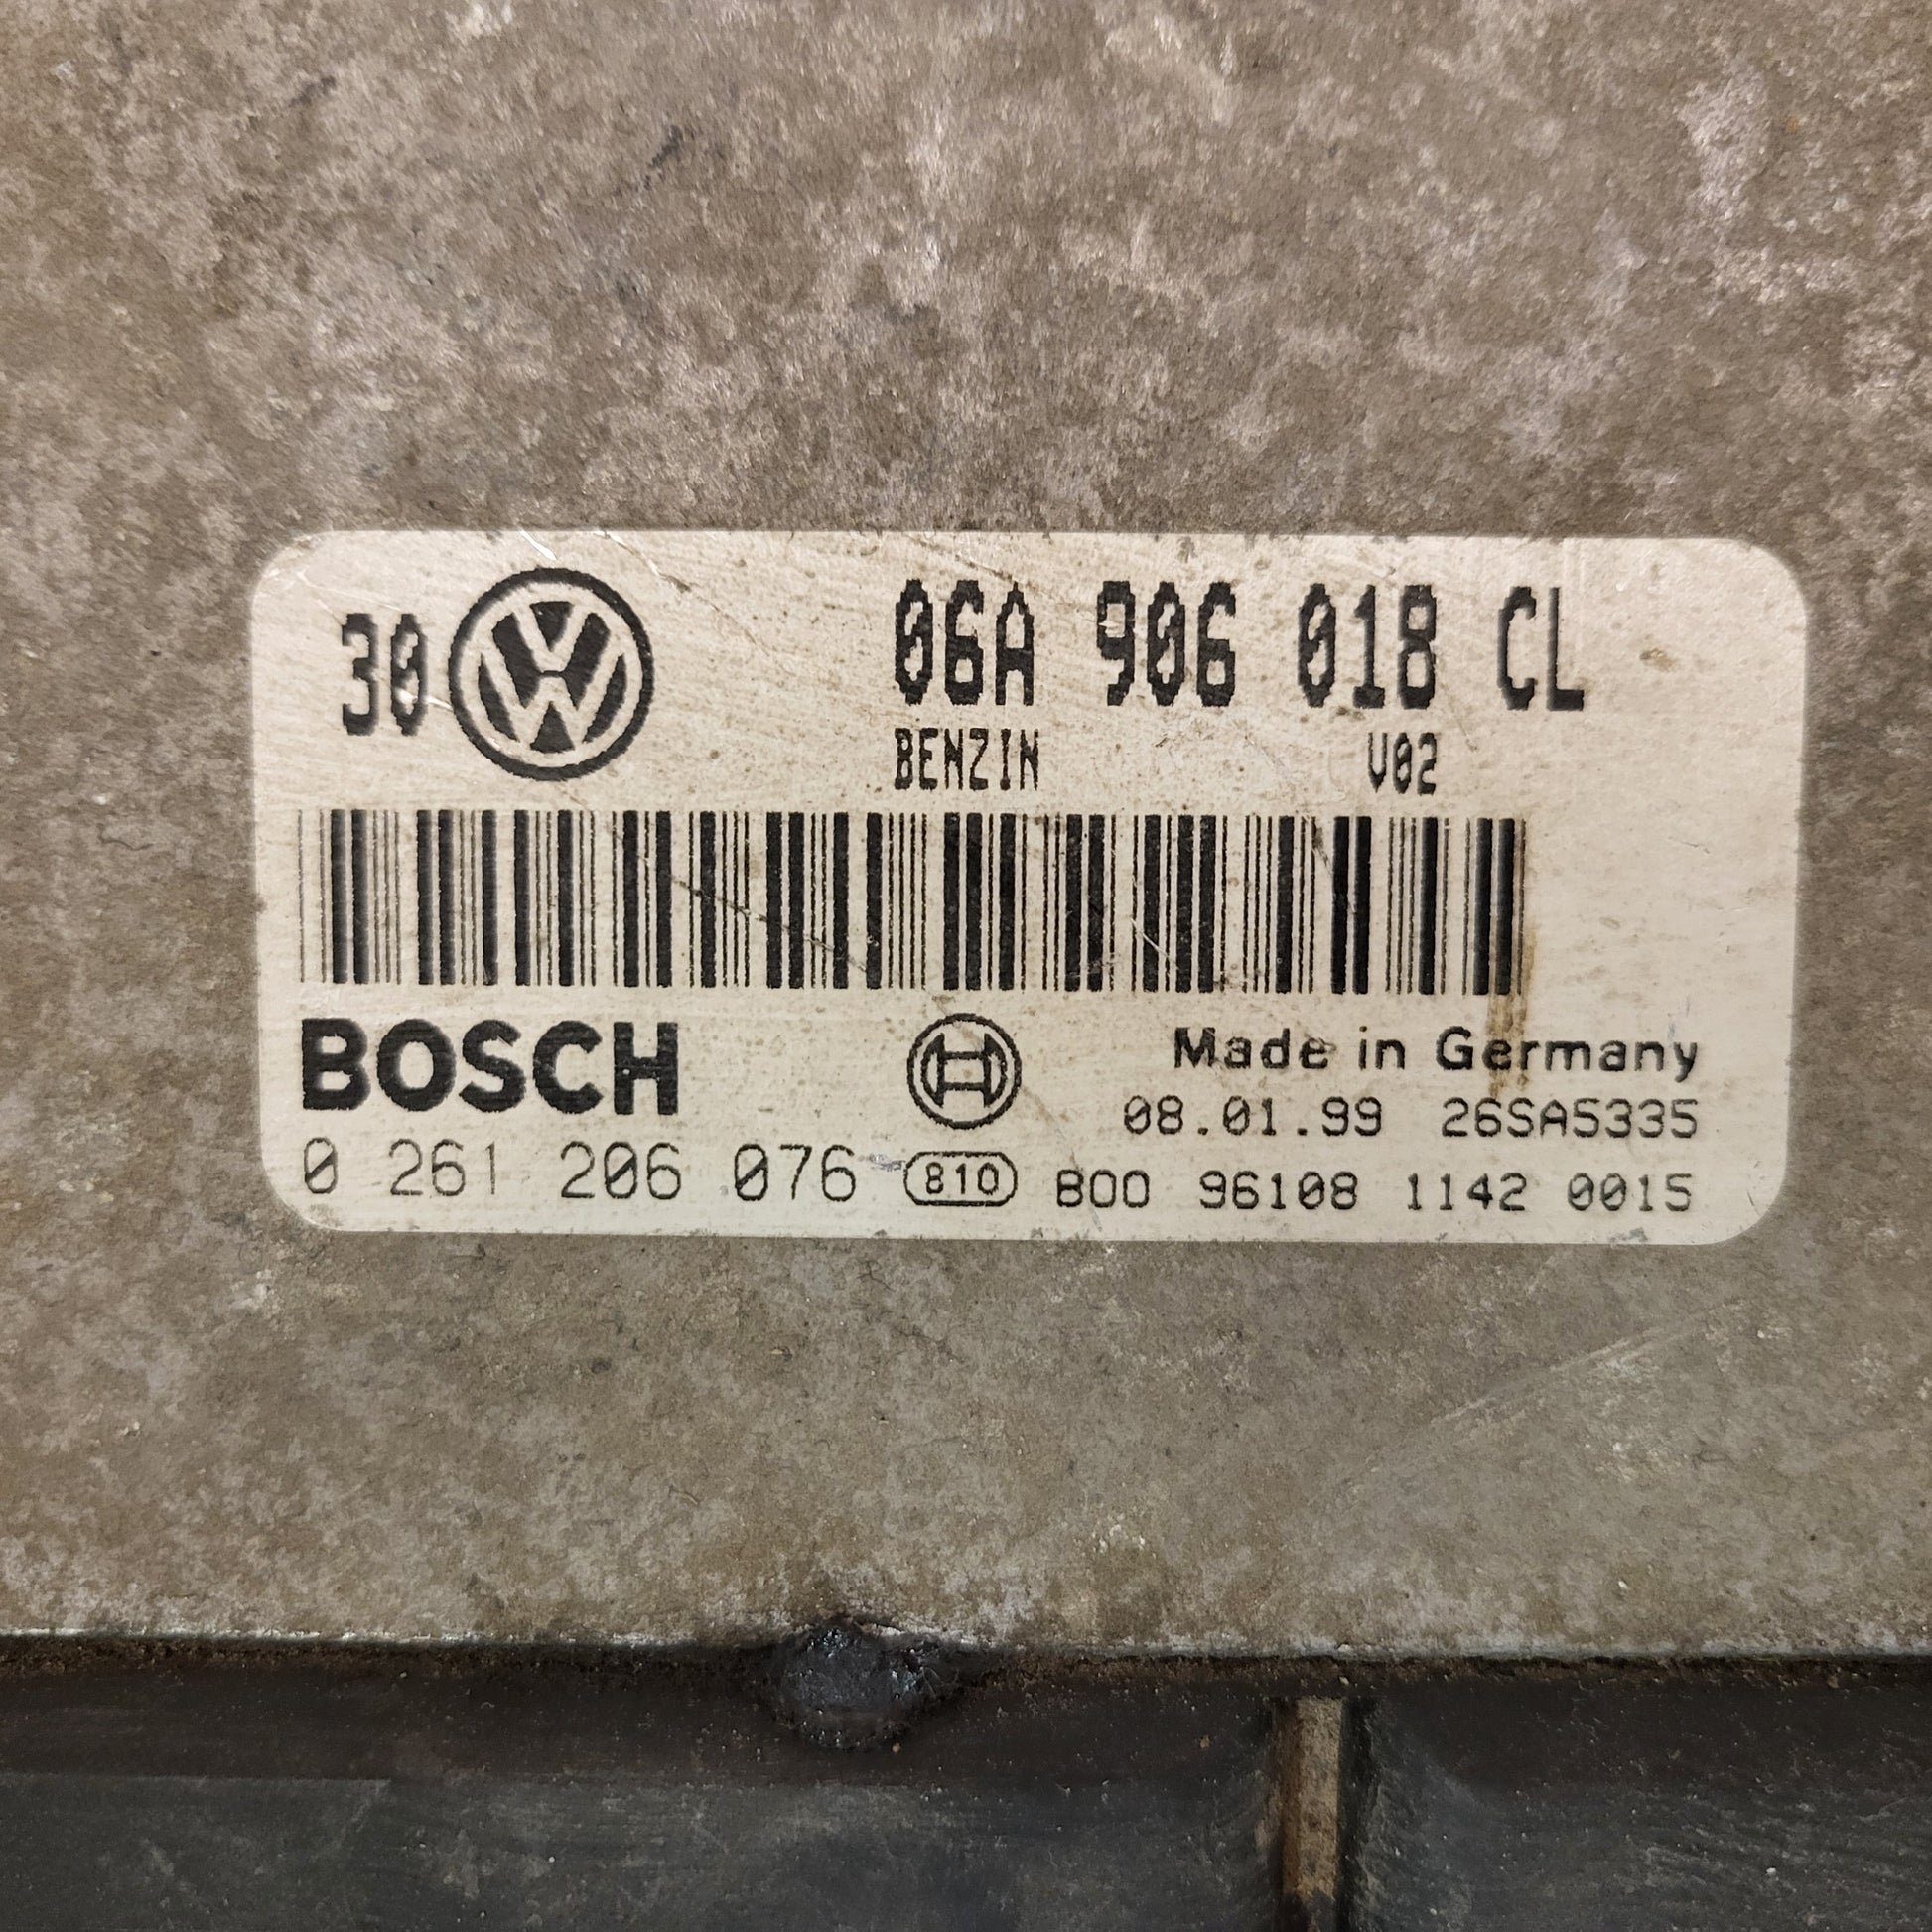 30 VW 06A 906 018 CL
BENZIN V02
BOSCH Made in Germany
08.01.99 26SA5335
0 261 206 076 810 B00 96108 1142 0015